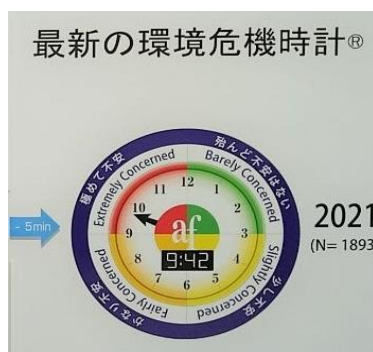 最新の環境危機時計®
極めて不安
殆んど不安はない
Extremely Concerned
Barely Concerned
11 12 1
10 2
9 3
8 4
7 6 5
af
9:42
- 5min
2021
(N= 1893
Fairly Concerned
Slightly Concerned
かなり不安
少し不安